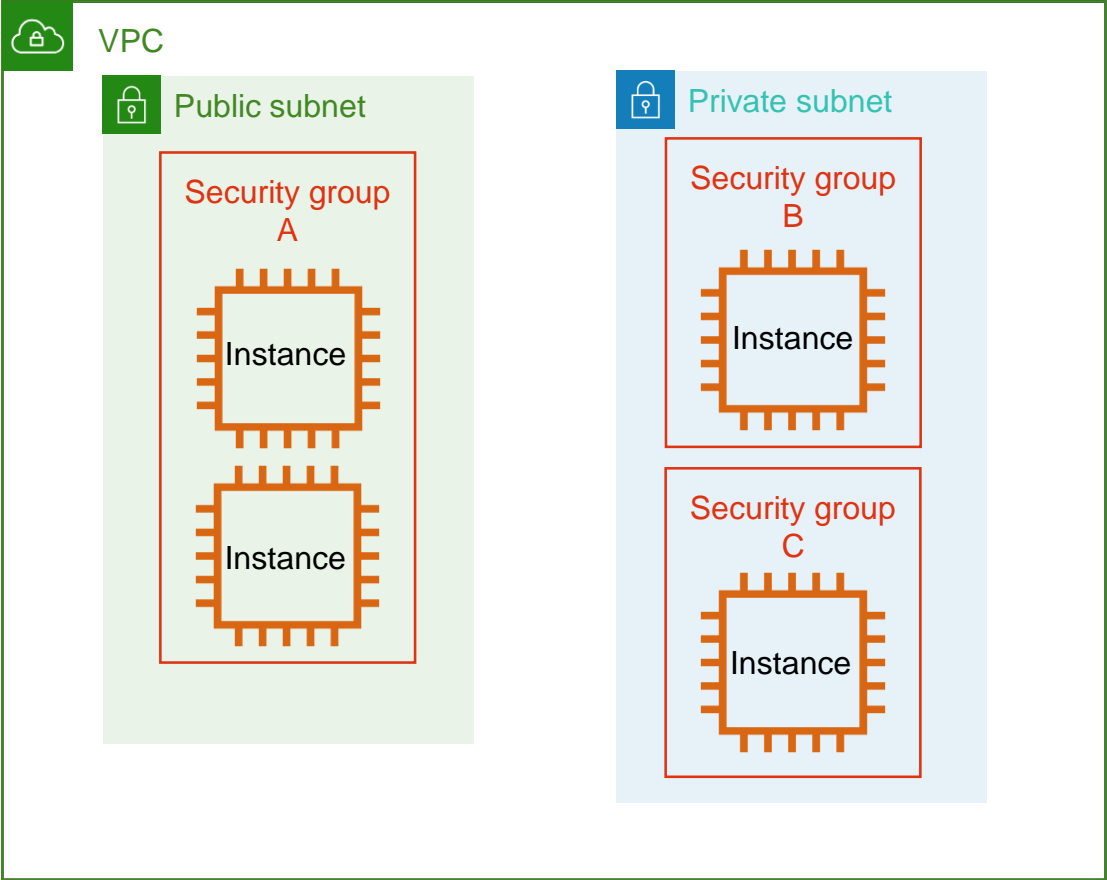 VPC
Public subnet
Security group
A
Instance
Instance
Private subnet
Security group
B
Instance
Security group
C
Instance